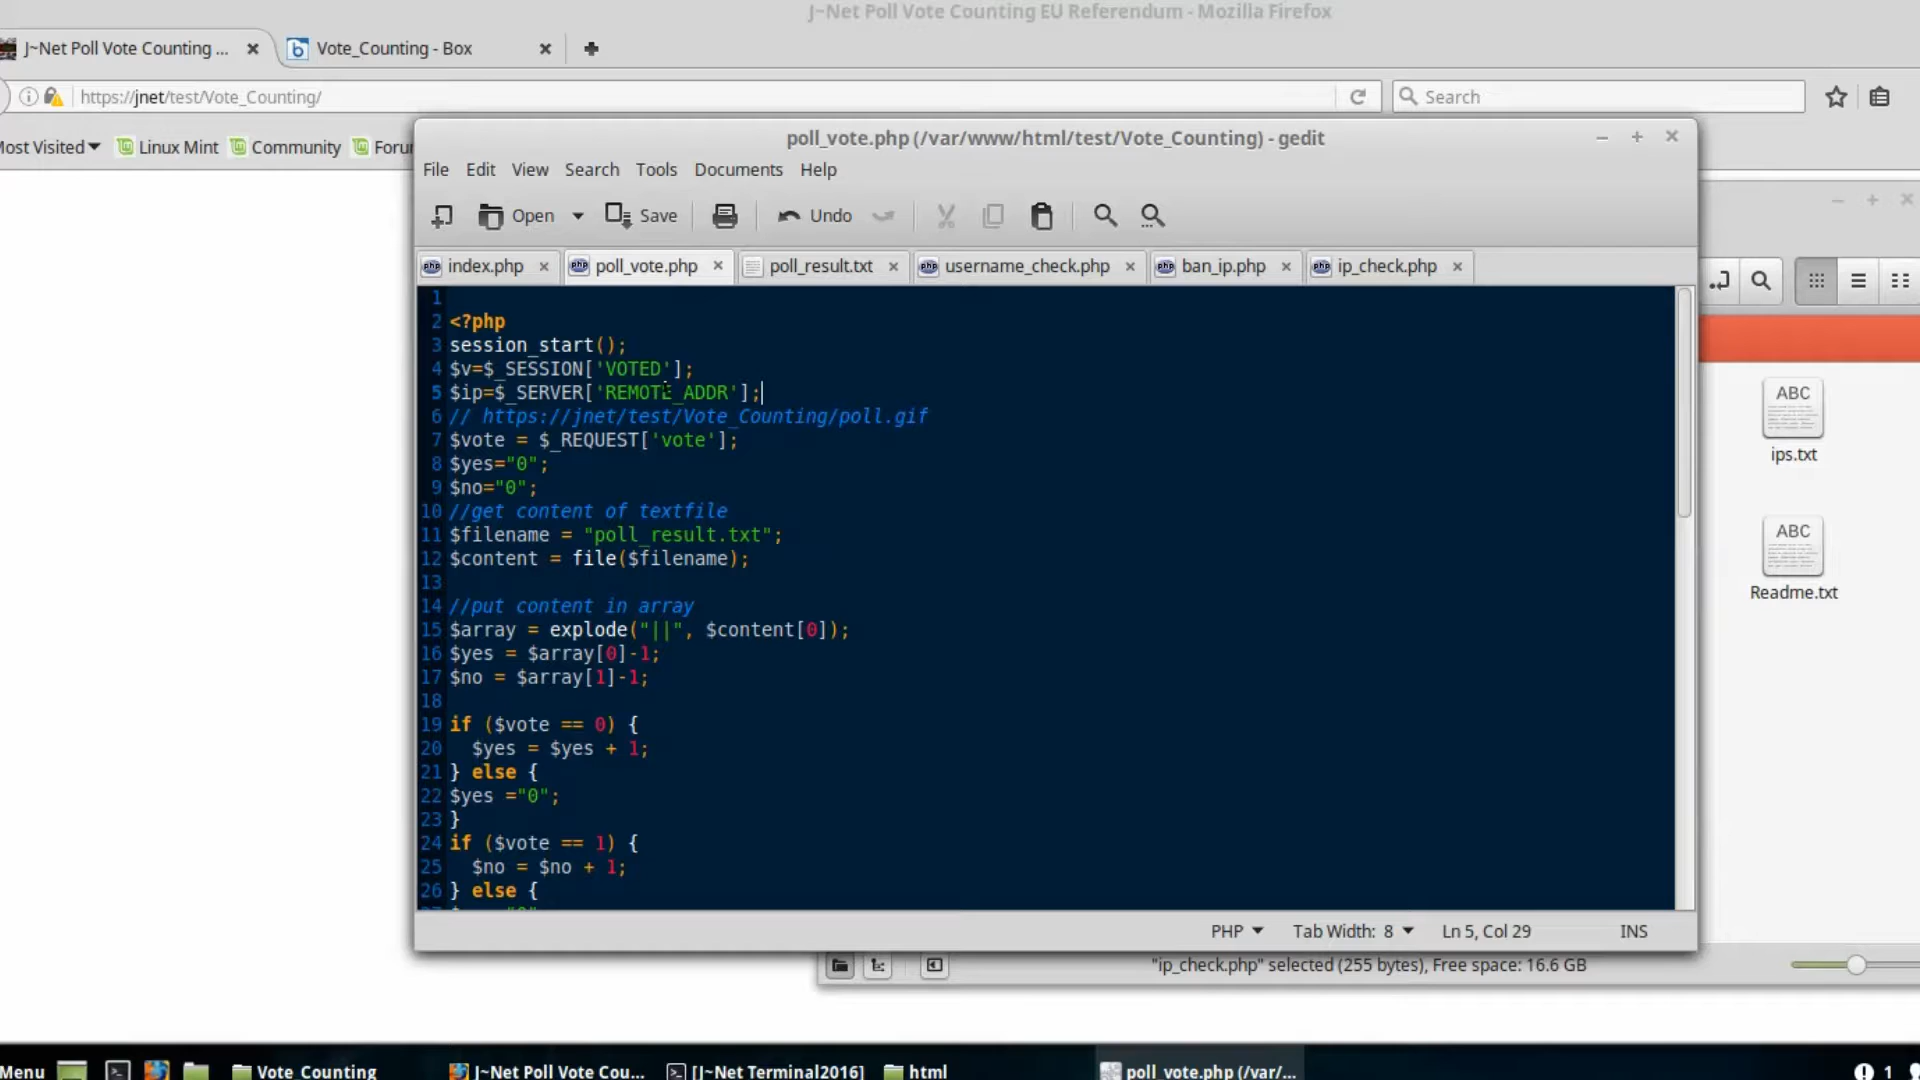 J~Net Poll Vote Counting EU Referendum - Mozilla Firefox
J~Net Poll Vote Counting ...
Vote_Counting - Box
https://jnet/test/Vote_Counting/
Search
ost Visited
Linux Mint
Community
Foru
poll_vote.php (/var/www/html/test/Vote_Counting) - gedit
File Edit View Search Tools Documents Help
Open Save Undo
index.php poll_vote.php poll_result.txt username_check.php ban_ip.php ip_check.php
1
2 <?php
3 session_start();
4 $v=$_SESSION['VOTED'];
5 $ip=$_SERVER['REMOTE_ADDR'];
6 // https://jnet/test/Vote_Counting/poll.gif
7 $vote = $_REQUEST['vote'];
8 $yes="0";
9 $no="0";
10 //get content of textfile
11 $filename = "poll_result.txt";
12 $content = file($filename);
13
14 //put content in array
15 $array = explode("||", $content[0]);
16 $yes = $array[0]-1;
17 $no = $array[1]-1;
18
19 if ($vote == 0) {
20 $yes = $yes + 1;
21 } else {
22 $yes ="0";
23 }
24 if ($vote == 1) {
25 $no = $no + 1;
26 } else {
ABC
ips.txt
ABC
Readme.txt
PHP Tab Width: 8 Ln 5, Col 29 INS
"ip_check.php" selected (255 bytes), Free space: 16.6 GB
Menu Vote_Counting J~Net Poll Vote Cou... [J~Net Terminal2016] html poll_vote.php (/var/... 1